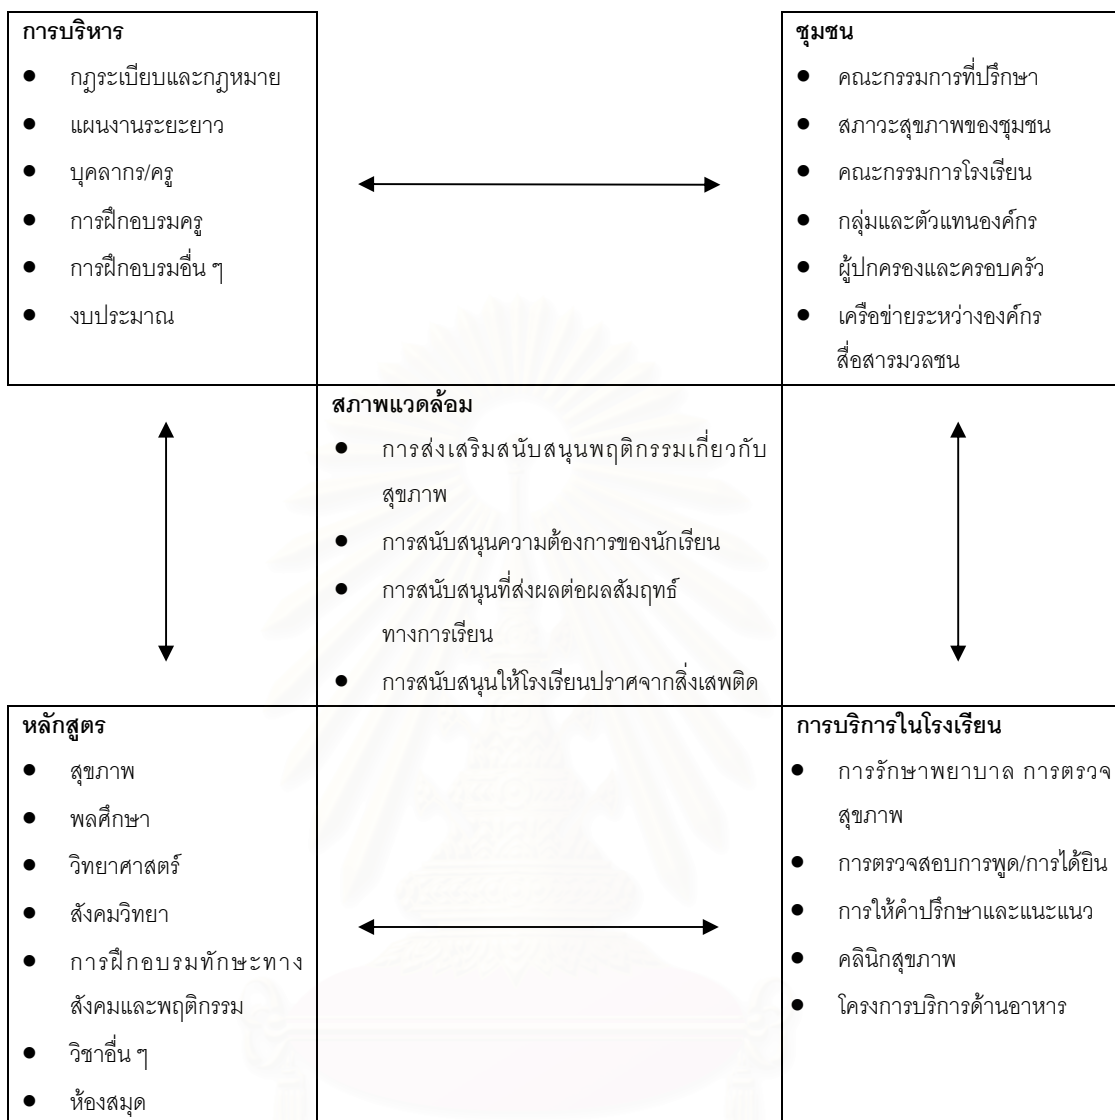 การบริหาร
● กฎระเบียบและกฎหมาย
● แผนงานระยะยาว
● บุคลากร/ครู
● การฝึกอบรมครู
● การฝึกอบรมอื่น ๆ
● งบประมาณ
ชุมชน
● คณะกรรมการที่ปรึกษา
● สภาวะสุขภาพของชุมชน
● คณะกรรมการโรงเรียน
● กลุ่มและตัวแทนองค์กร
● ผู้ปกครองและครอบครัว
● เครือข่ายระหว่างองค์กร
สื่อสารมวลชน
สภาพแวดล้อม
● การส่งเสริมสนับสนุนพฤติกรรมเกี่ยวกับ
สุขภาพ
● การสนับสนุนความต้องการของนักเรียน
● การสนับสนุนที่ส่งผลต่อผลสัมฤทธ์
ทางการเรียน
● การสนับสนุนให้โรงเรียนปราศจากสิ่งเสพติด
หลักสูตร
● สุขภาพ
● พลศึกษา
● วิทยาศาสตร์
● สังคมวิทยา
● การฝึกอบรมทักษะทาง
สังคมและพฤติกรรม
● วิชาอื่น ๆ
● ห้องสมุด
การบริการในโรงเรียน
● การรักษาพยาบาล การตรวจ
สุขภาพ
● การตรวจสอบการพูด/การได้ยิน
● การให้คำปรึกษาและแนะแนว
● คลินิกสุขภาพ
● โครงการบริการด้านอาหาร